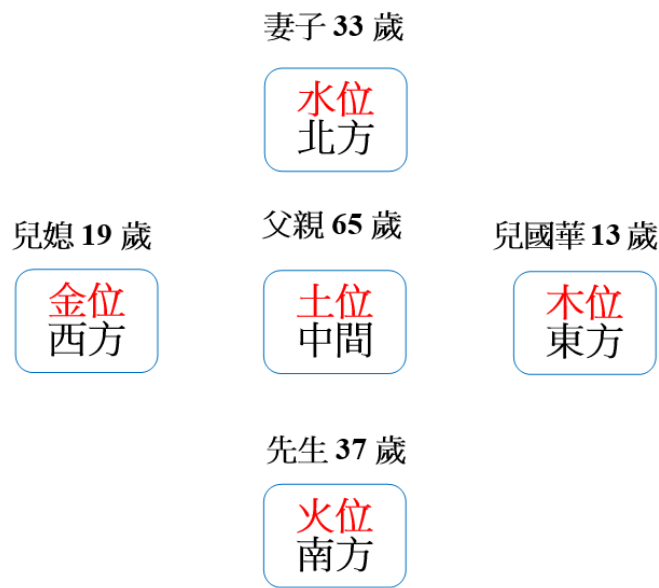 妻子 33 歲
水位
北方
兒媳 19 歲
金位
西方
父親 65 歲
土位
中間
兒國華 13 歲
木位
東方
先生 37 歲
火位
南方